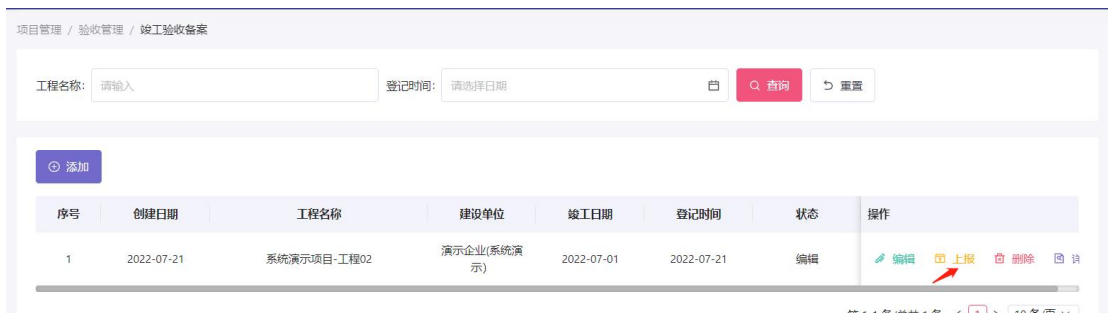 项目管理 / 验收管理 / 竣工验收备案
工程名称: 请输入 登记时间: 请选择日期 查询 重置
添加
序号 创建日期 工程名称 建设单位 竣工日期 登记时间 状态 操作
1 2022-07-21 系统演示项目-工程02 演示企业(系统演示) 2022-07-01 2022-07-21 编辑 编辑 上报 删除